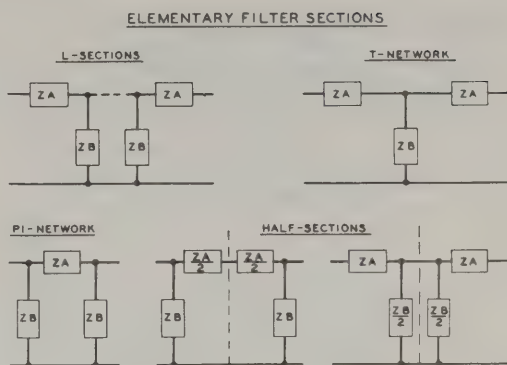 ELEMENTARY FILTER SECTIONS
L-SECTIONS
T-NETWORK
ZA
ZA
ZA
ZA
ZB
ZB
ZB
PI-NETWORK
HALF-SECTIONS
ZA
ZA
2
ZA
2
ZA
ZA
ZB
ZB
ZB
ZB
ZB
2
ZB
2